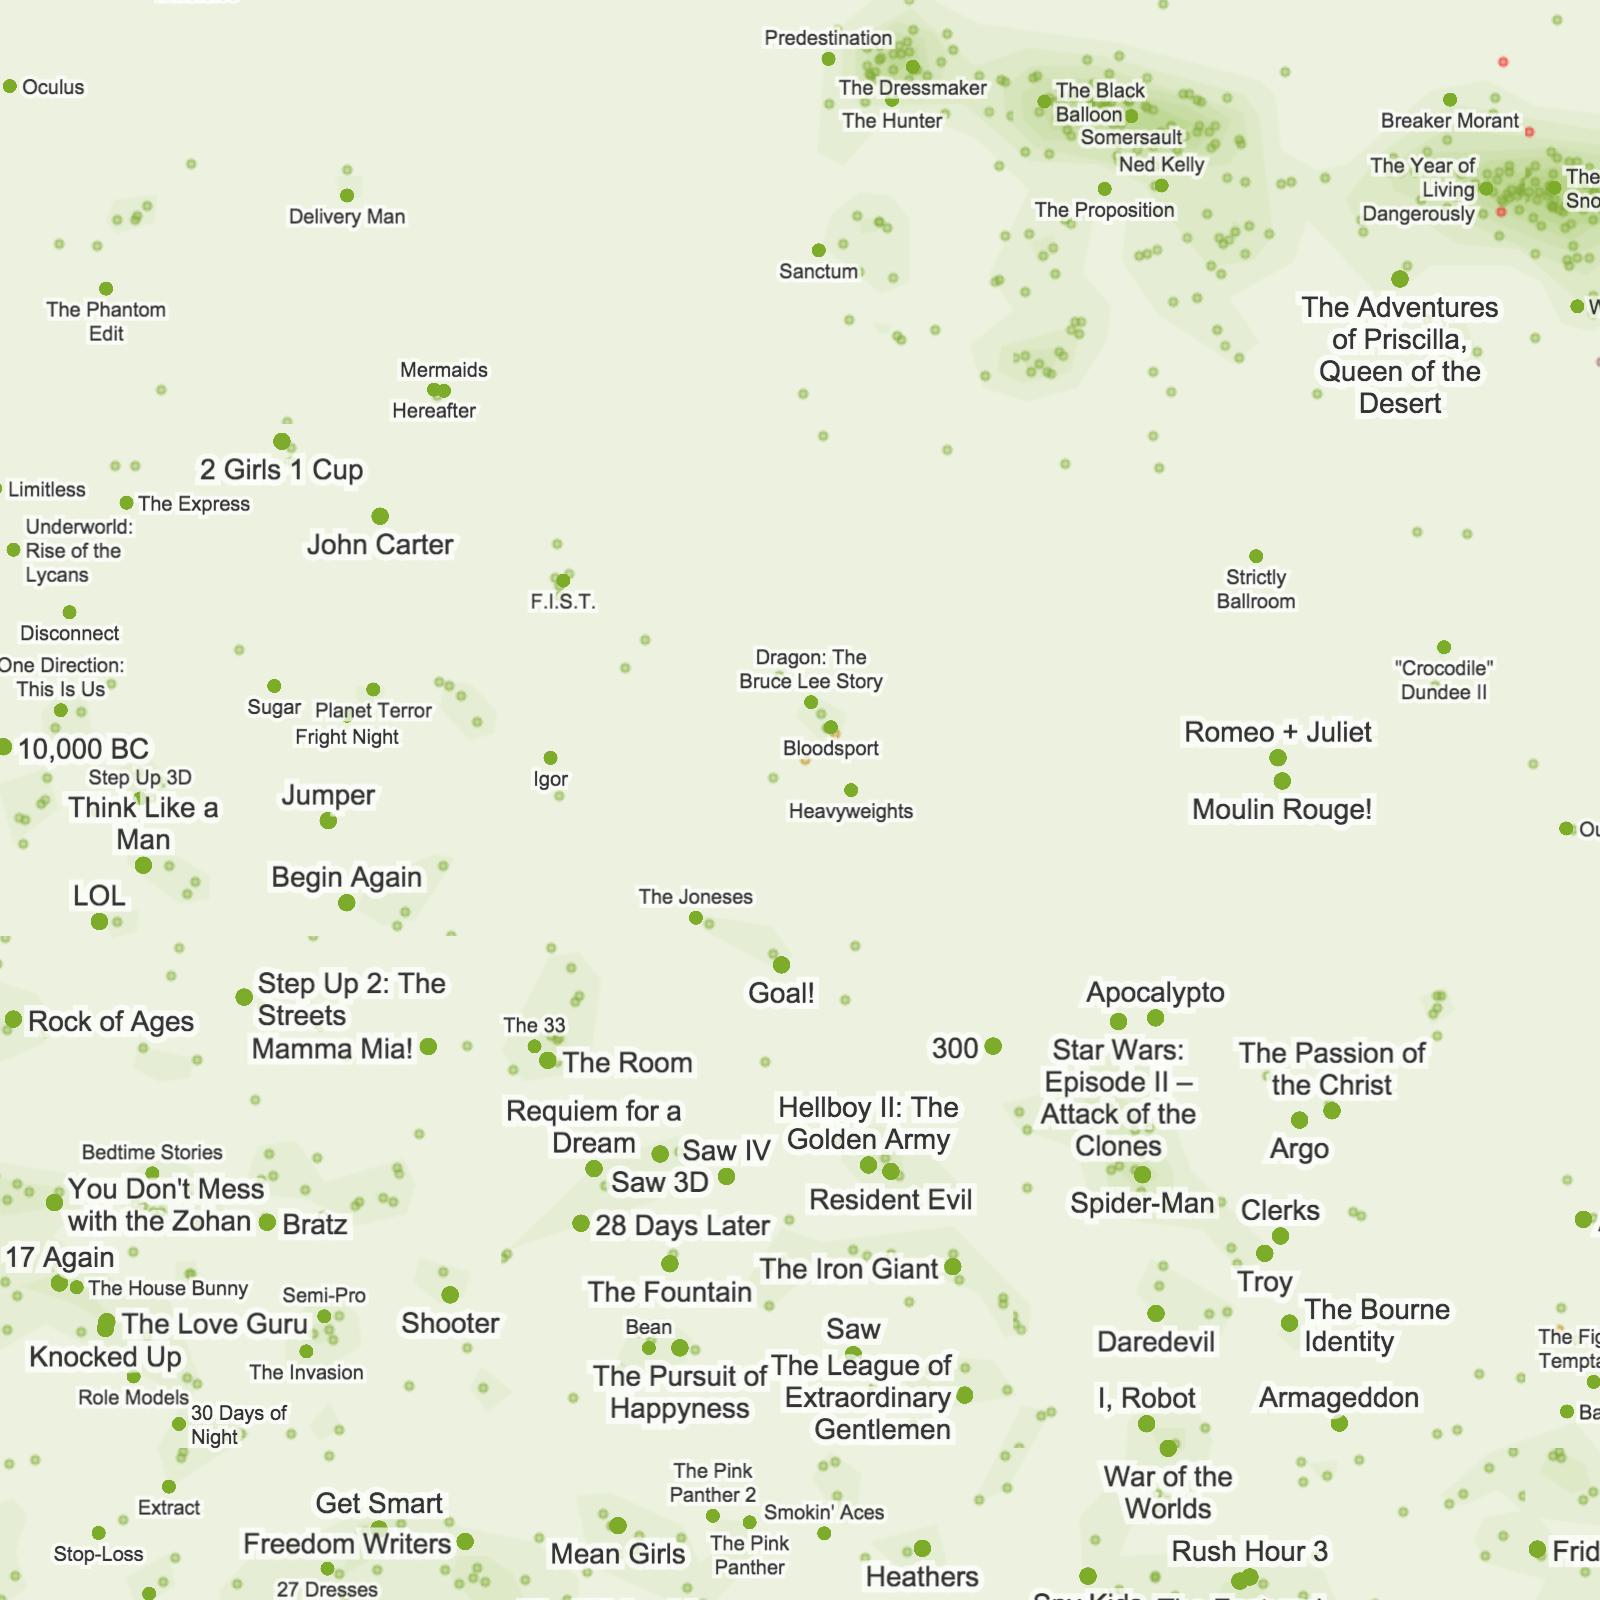 Predestination
Oculus
The Dressmaker
The Black
Balloon
The Hunter
Breaker Morant
Somersault
Ned Kelly
The Year of
Living
Dangerously
The
Sno
Delivery Man
The Proposition
Sanctum
The Phantom
Edit
The Adventures
of Priscilla,
Queen of the
Desert
W
Mermaids
Hereafter
2 Girls 1 Cup
Limitless
The Express
Underworld:
Rise of the
Lycans
John Carter
F.I.S.T.
Strictly
Ballroom
Disconnect
One Direction:
This Is Us
Dragon: The
Bruce Lee Story
"Crocodile"
Dundee II
Sugar
Planet Terror
Fright Night
Romeo + Juliet
10,000 BC
Bloodsport
Step Up 3D
Igor
Think Like a
Man
Jumper
Heavyweights
Moulin Rouge!
Ou
Begin Again
LOL
The Joneses
Step Up 2: The
Streets
Goal!
Apocalypto
Rock of Ages
The 33
Mamma Mia!
The Room
300
Star Wars:
Episode II –
Attack of the
Clones
The Passion of
the Christ
Requiem for a
Dream
Hellboy II: The
Golden Army
Bedtime Stories
Saw IV
Argo
You Don't Mess
with the Zohan
Saw 3D
Resident Evil
Spider-Man
Clerks
Bratz
28 Days Later
17 Again
The Iron Giant
Troy
The House Bunny
Semi-Pro
The Fountain
The Love Guru
Shooter
Bean
Saw
Daredevil
The Bourne
Identity
Knocked Up
The Invasion
The Pursuit of
Happyness
The League of
Extraordinary
Gentlemen
The Fig
Tempta
Role Models
I, Robot
Armageddon
30 Days of
Night
Ba
The Pink
Panther 2
War of the
Worlds
Extract
Get Smart
Smokin' Aces
Freedom Writers
Stop-Loss
Mean Girls
The Pink
Panther
Rush Hour 3
Frid
27 Dresses
Heathers